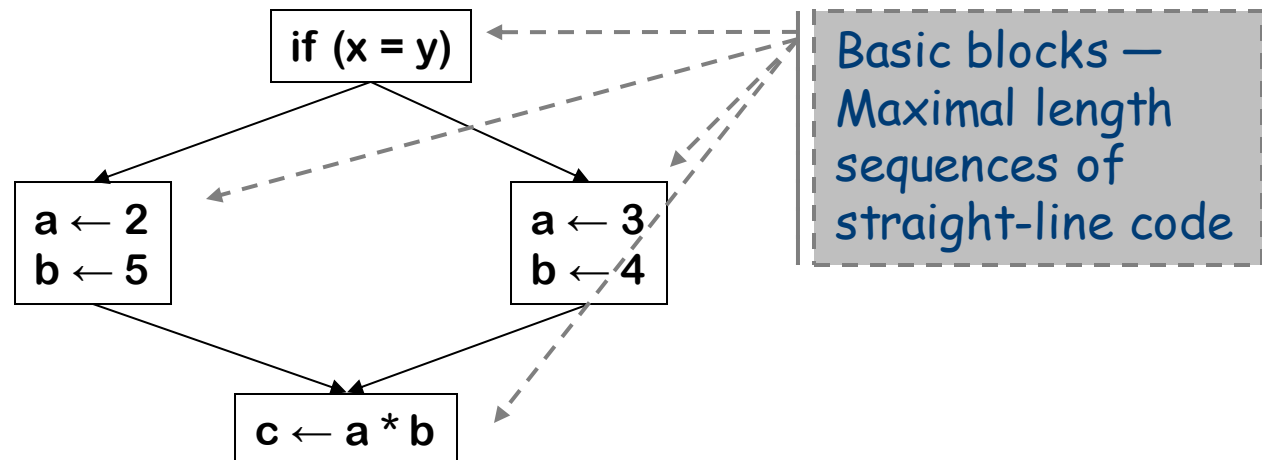 if (x = y)
Basic blocks —
Maximal length
sequences of
straight-line code
a ← 2
b ← 5
a ← 3
b ← 4
c ← a * b